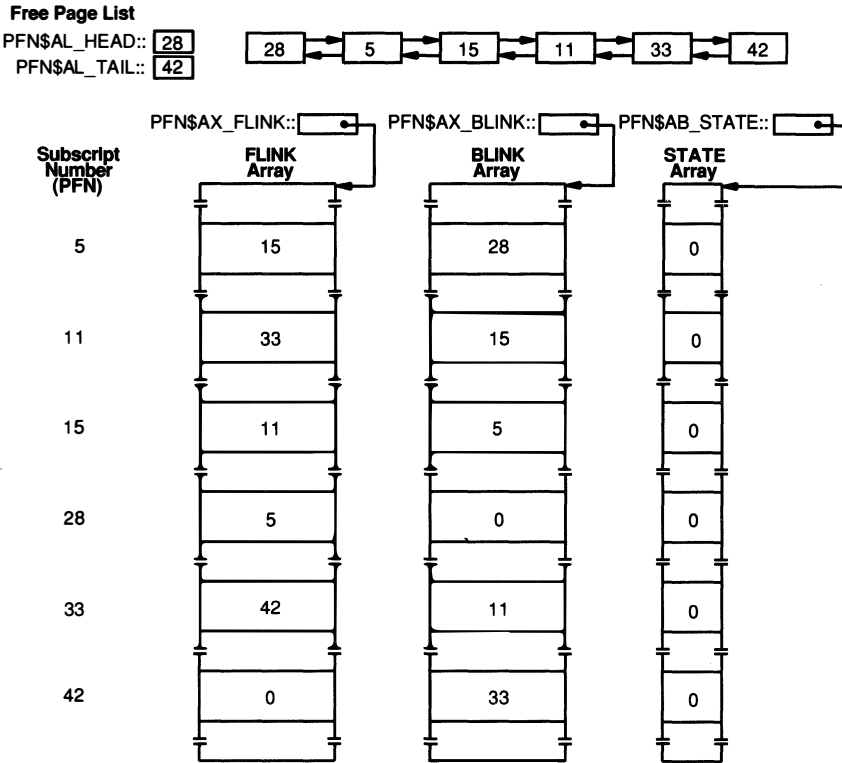 Free Page List
PFN$AL_HEAD:: 28
PFN$AL_TAIL:: 42
28 5 15 11 33 42
PFN$AX_FLINK:: PFN$AX_BLINK:: PFN$AB_STATE::
Subscript
Number
(PFN)
FLINK
Array
BLINK
Array
STATE
Array
5 15 28 0
11 33 15 0
15 11 5 0
28 5 0 0
33 42 11 0
42 0 33 0